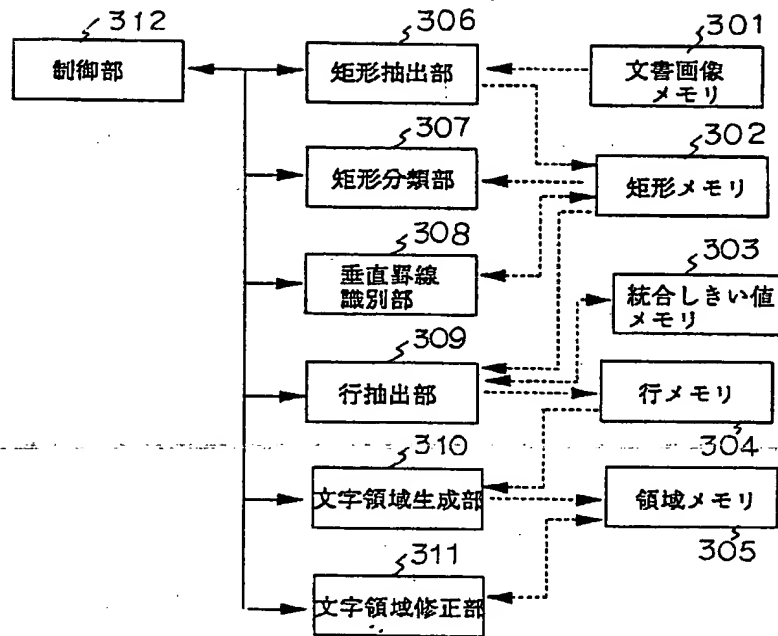 312
制御部
306
矩形抽出部
301
文書画像
メモリ
307
矩形分類部
302
矩形メモリ
308
垂直罫線
識別部
303
統合しきい値
メモリ
309
行抽出部
行メモリ
304
310
文字領域生成部
領域メモリ
305
311
文字領域修正部